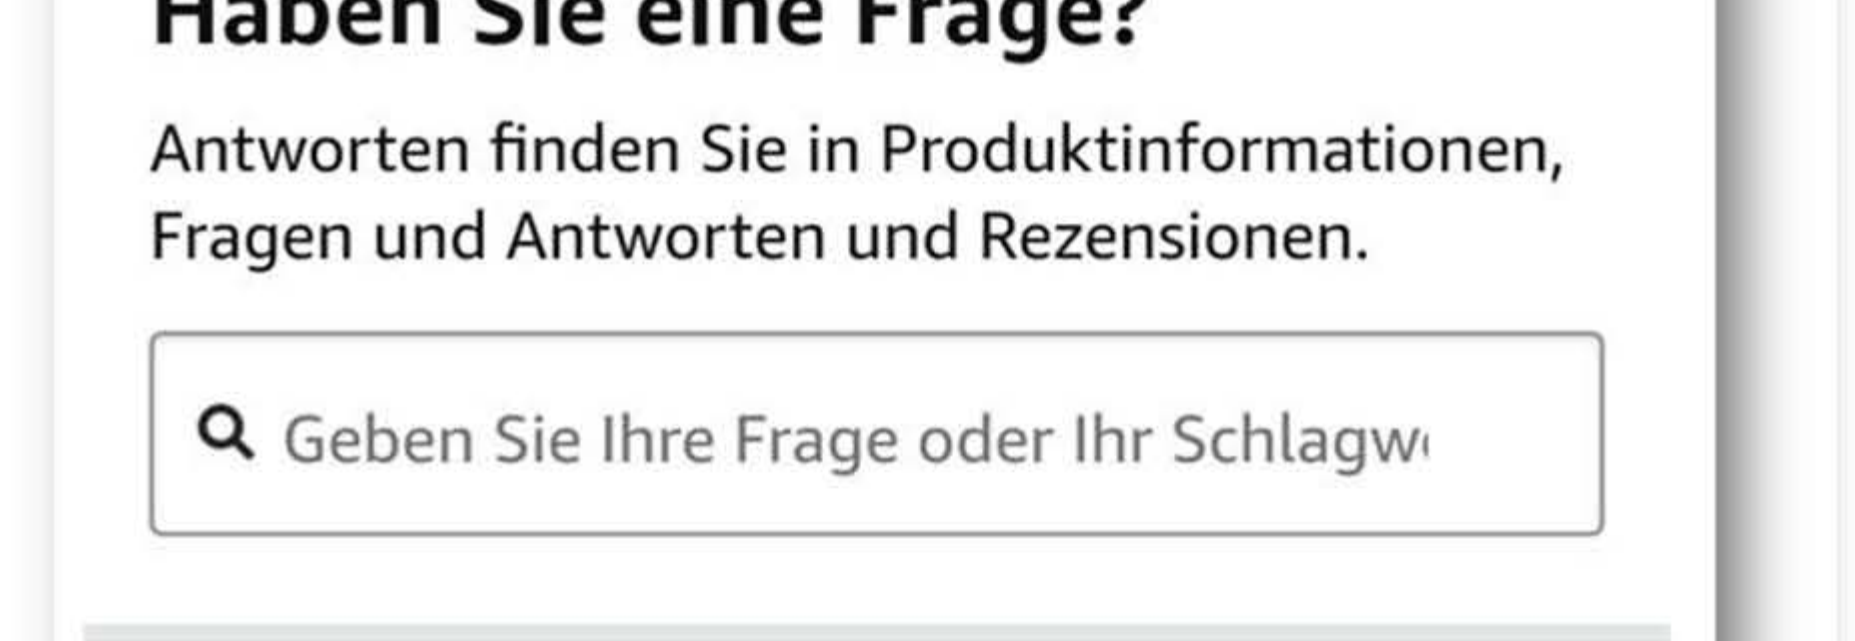 Haben Sie eine Frage?
Antworten finden Sie in Produktinformationen,
Fragen und Antworten und Rezensionen.
Geben Sie Ihre Frage oder Ihr Schlagw